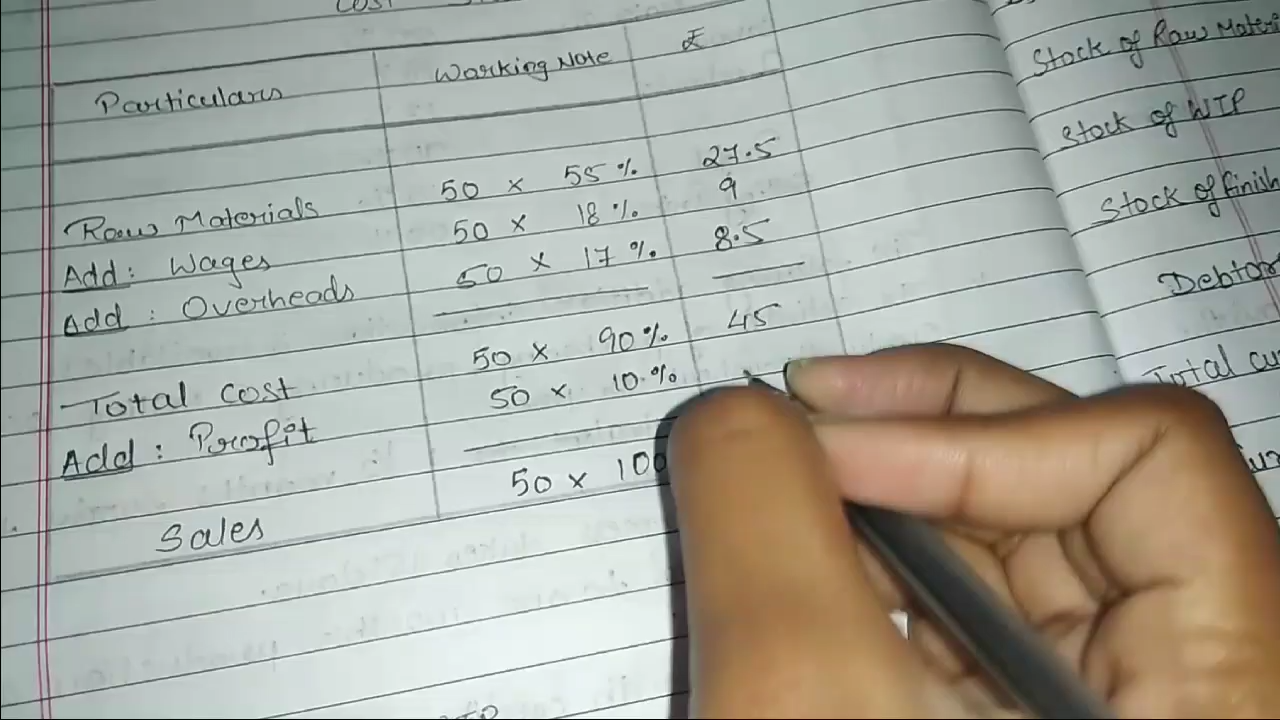 Cost
Particulars Working Note ₹
Raw Materials 50 x 55% 27.5
Add: Wages 50 x 18% 9
Add: Overheads 50 x 17% 8.5
Total Cost 50 x 90% 45
Add: Profit 50 x 10%
Sales 50 x 100
Stock of Raw Materi
Stock of WIP
Stock of finish
Debtor
Total cu